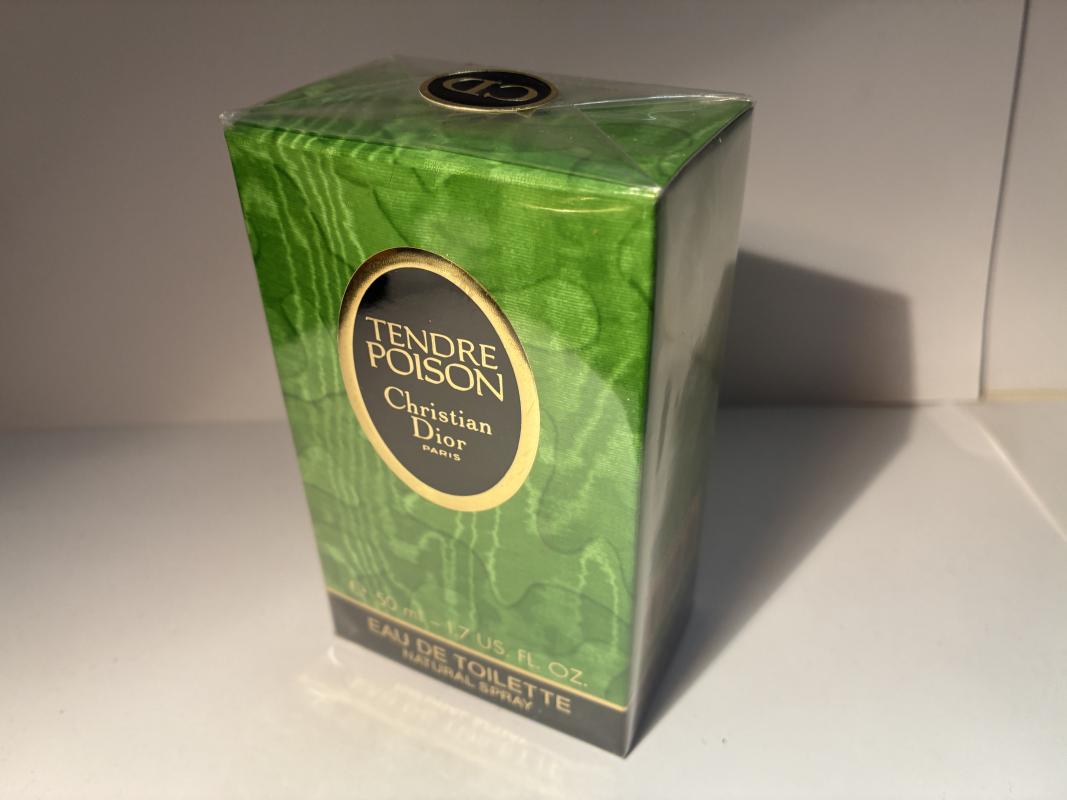 CD
TENDRE
POISON
Christian
Dior
PARIS
50 ml - 1.7 US. FL. OZ.
EAU DE TOILETTE
NATURAL SPRAY